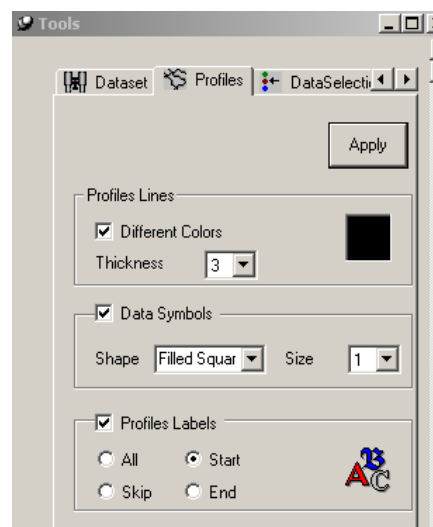 Tools
Dataset Profiles DataSelecti
Apply
Profiles Lines
Different Colors
Thickness 3
Data Symbols
Shape Filled Squar Size 1
Profiles Labels
All Start
Skip End
A B C